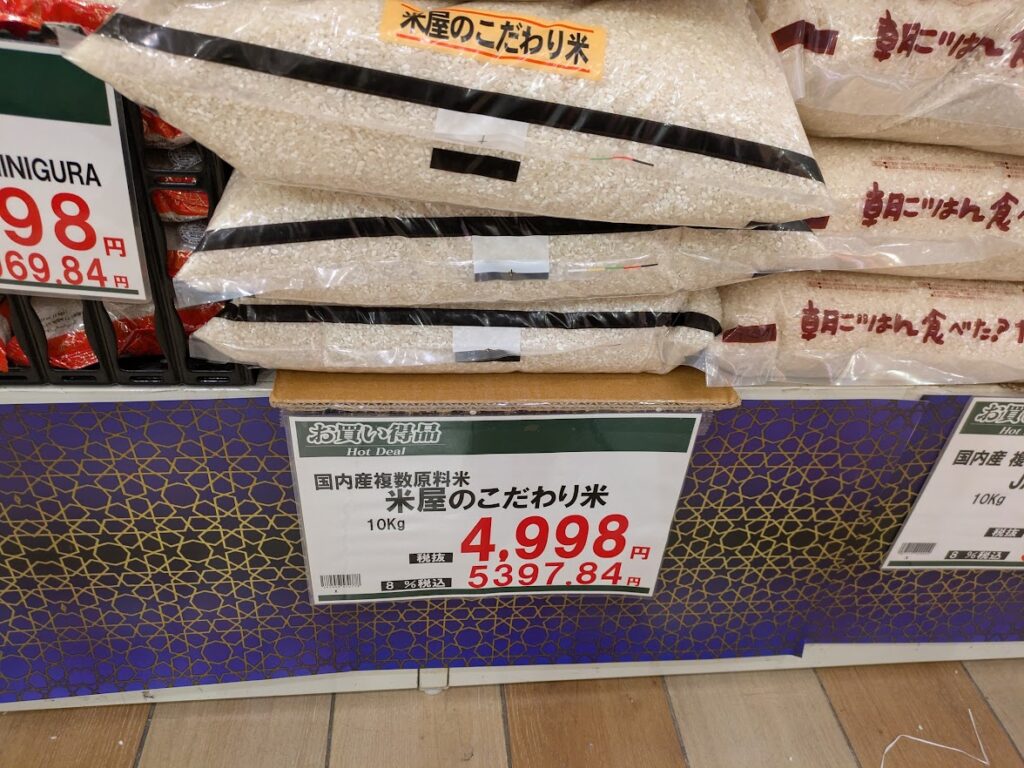 米屋のこだわり米
朝ごはん食
朝ごはん食べた?
INIGURA
98円
069.84円
お買い得品
Hot Deal
国内産複数原料米
米屋のこだわり米
10Kg
税抜 4,998円
8%税込 5397.84円
お買い
Hot
国内産 複
10Kg
税抜
8%税込